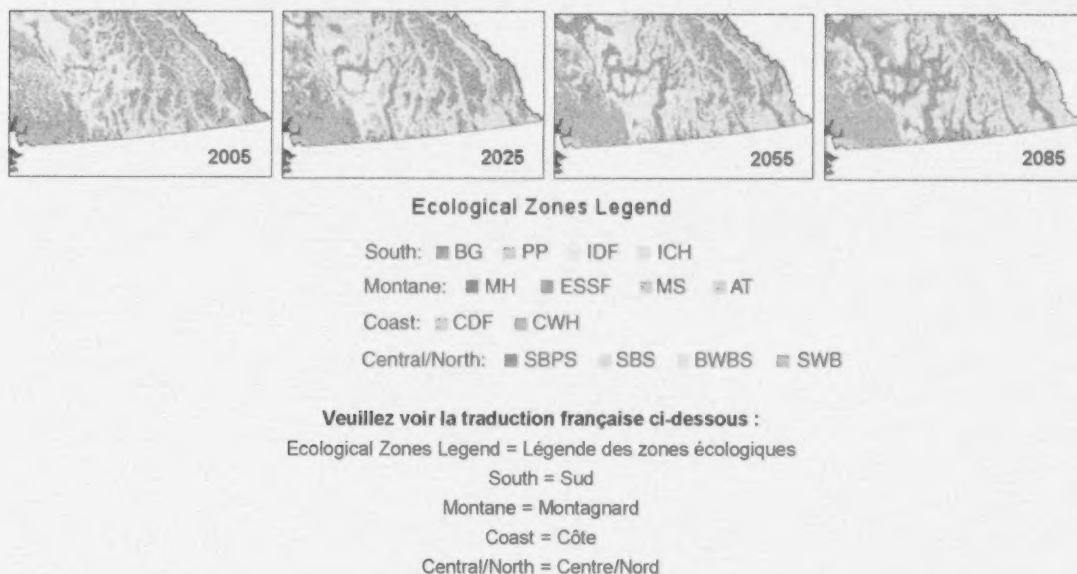 2005 2025 2055 2085
Ecological Zones Legend
South: BG PP IDF ICH
Montane: MH ESSF MS AT
Coast: CDF CWH
Central/North: SBPS SBS BWBS SWB
Veuillez voir la traduction française ci-dessous :
Ecological Zones Legend = Légende des zones écologiques
South = Sud
Montane = Montagnard
Coast = Côte
Central/North = Centre/Nord